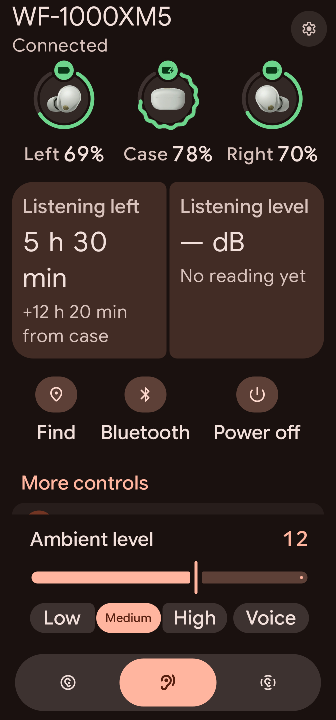 WF-1000XM5
Connected
Left 69% Case 78% Right 70%
Listening left
5 h 30
min
+12 h 20 min
from case
Listening level
— dB
No reading yet
Find Bluetooth Power off
More controls
Ambient level 12
Low Medium High Voice